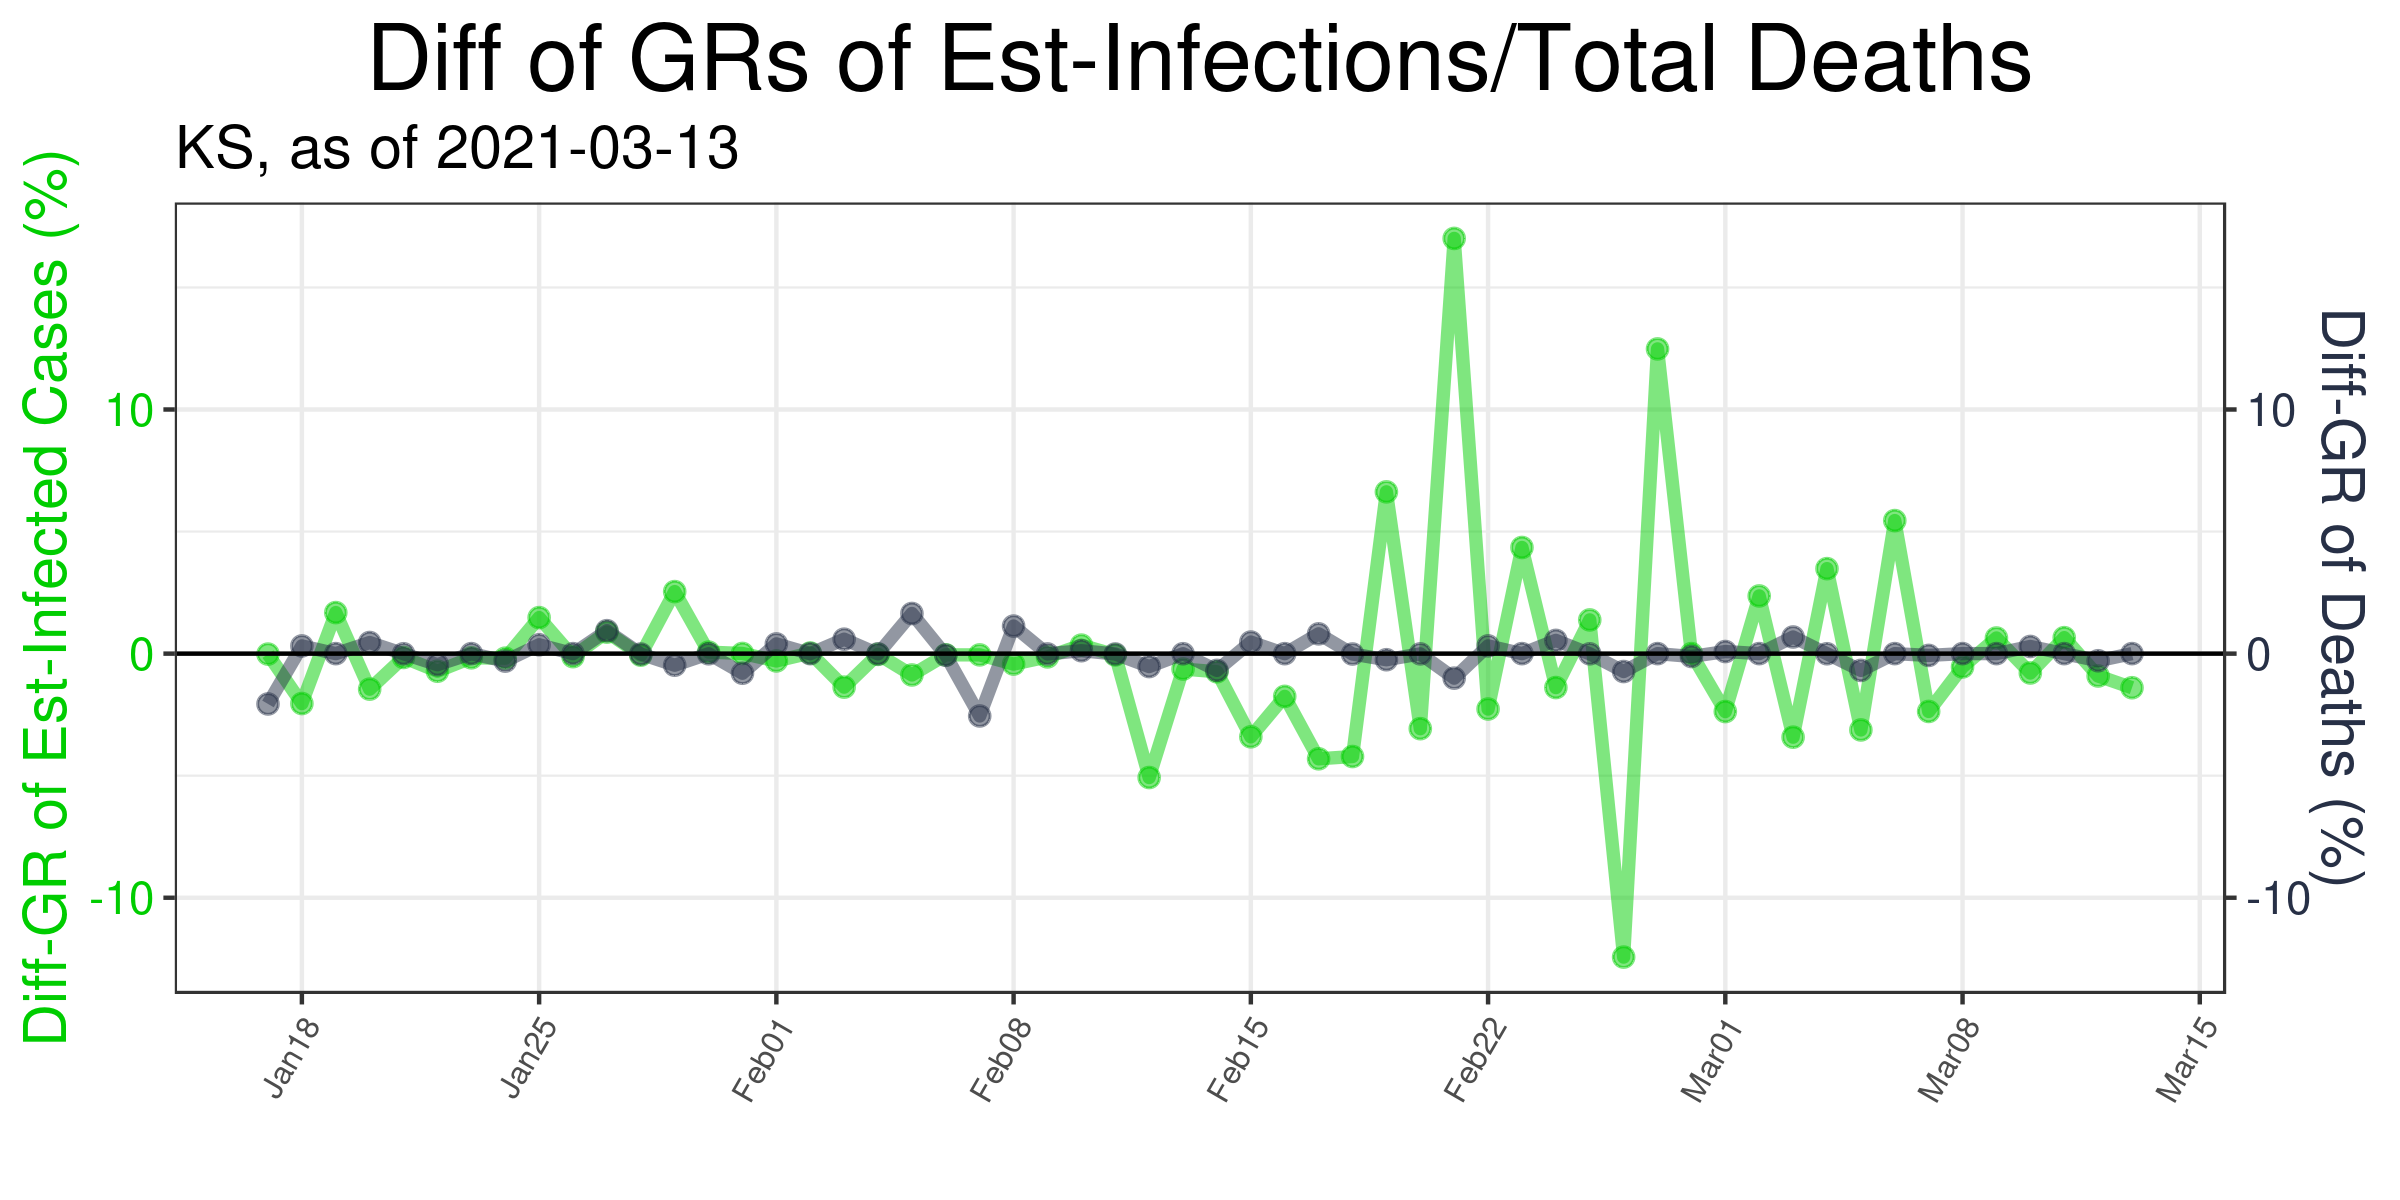 Diff of GRs of Est-Infections/Total Deaths
KS, as of 2021-03-13
Diff-GR of Est-Infected Cases (%)
10
0
-10
10
0
-10
Diff-GR of Deaths (%)
Jan18
Jan25
Feb01
Feb08
Feb15
Feb22
Mar01
Mar08
Mar15